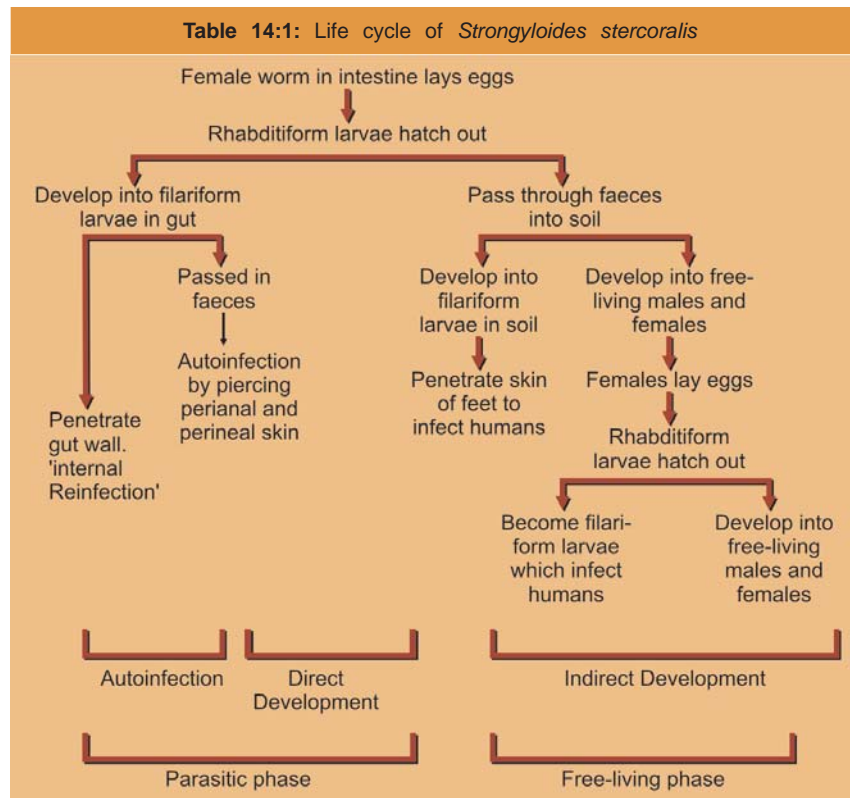 Table 14:1: Life cycle of Strongyloides stercoralis
Female worm in intestine lays eggs
Rhabditiform larvae hatch out
Develop into filariform
larvae in gut
Pass through faeces
into soil
Passed in
faeces
Develop into
filariform
larvae in soil
Develop into free-
living males and
females
Autoinfection
by piercing
perianal and
perineal skin
Penetrate skin
of feet to
infect humans
Females lay eggs
Penetrate
gut wall.
'internal
Reinfection'
Rhabditiform
larvae hatch out
Become filari-
form larvae
which infect
humans
Develop into
free-living
males and
females
Autoinfection
Direct
Development
Indirect Development
Parasitic phase
Free-living phase